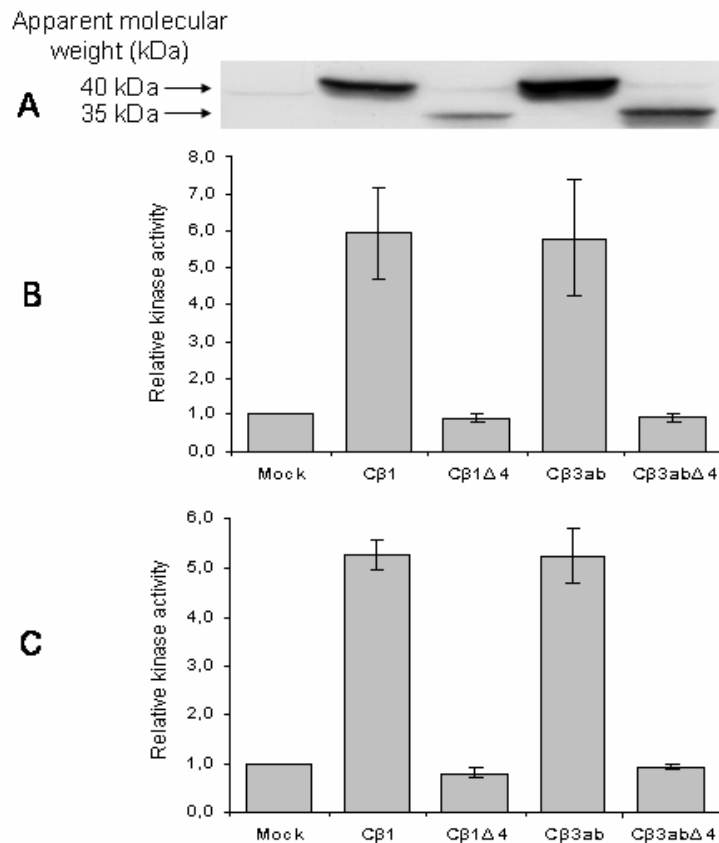 Apparent molecular
weight (kDa)
40 kDa
35 kDa
A
8,0
7,0
6,0
5,0
4,0
3,0
2,0
1,0
0,0
Relative kinase activity
B
Mock Cβ1 Cβ1Δ4 Cβ3ab Cβ3abΔ4
6,0
5,0
4,0
3,0
2,0
1,0
0,0
Relative kinase activity
C
Mock Cβ1 Cβ1Δ4 Cβ3ab Cβ3abΔ4